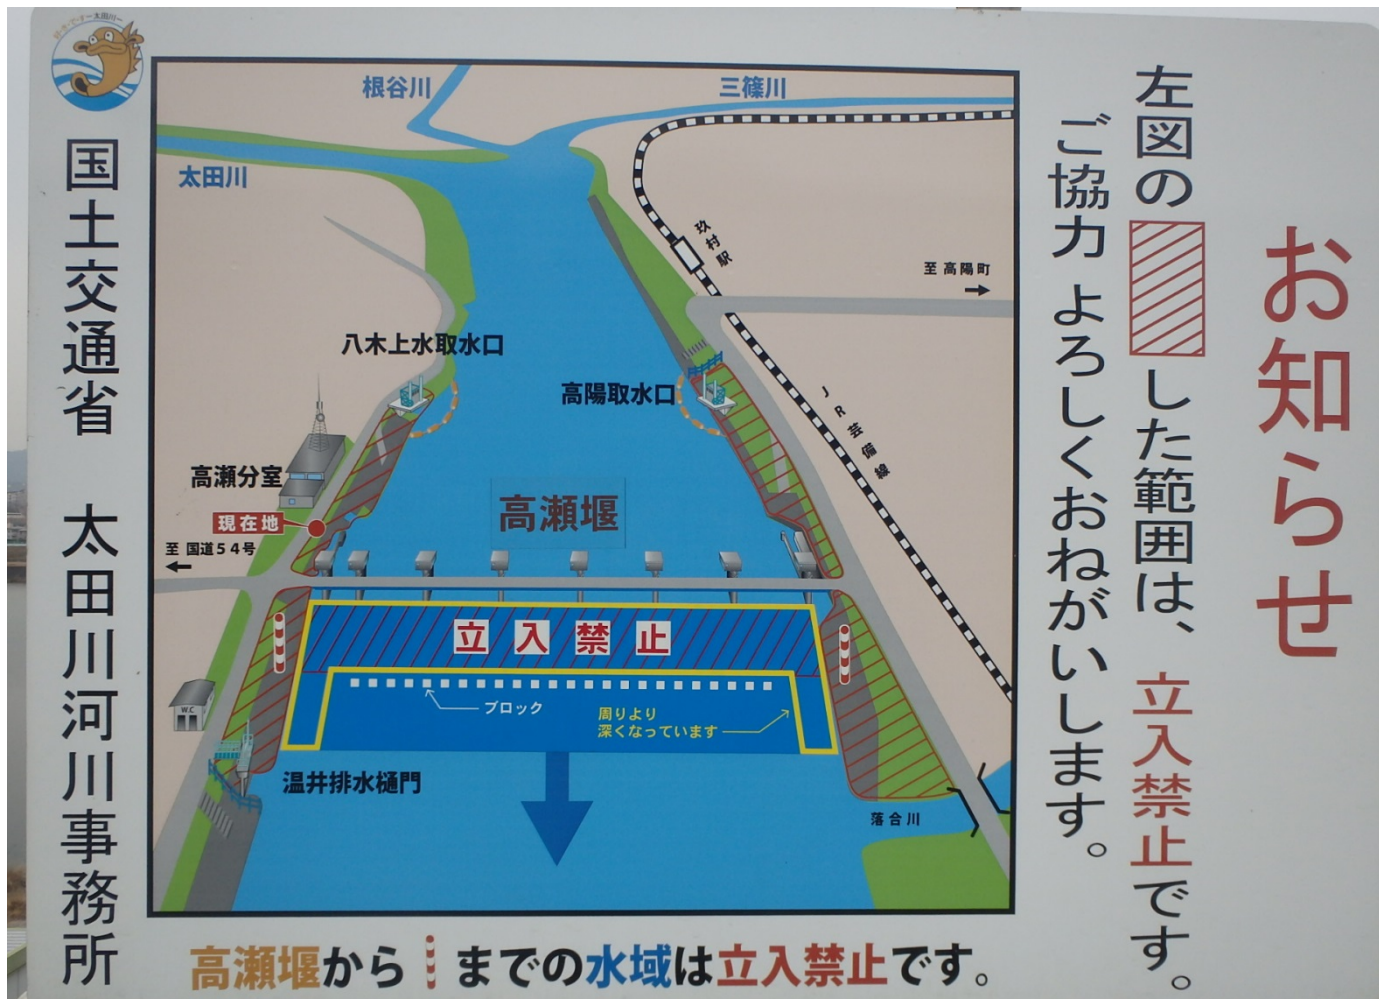 お知らせ
左図の
した範囲は、立入禁止です。
ご協力 よろしくおねがいします。
根谷川
三篠川
太田川
玖村駅
至 高陽町
八木上水取水口
高陽取水口
JR芸備線
高瀬分室
高瀬堰
現在地
至 国道54号
立入禁止
ブロック
周りより
深くなっています
W.C
温井排水樋門
落合川
高瀬堰から
までの水域は立入禁止です。
国土交通省 太田川河川事務所